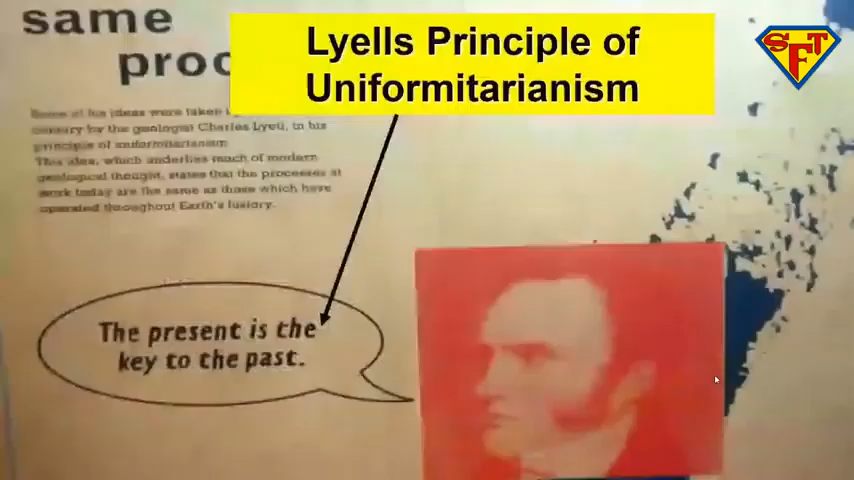 same
proc
Lyells Principle of
Uniformitarianism
SFT
Some of his ideas were taken
century by the geologist Charles Lyell, in his
principle of uniformitarianism
This idea, which underlies much of modern
geological thought, states that the processes at
work today are the same as those which have
operated throughout Earth's history.
The present is the
key to the past.